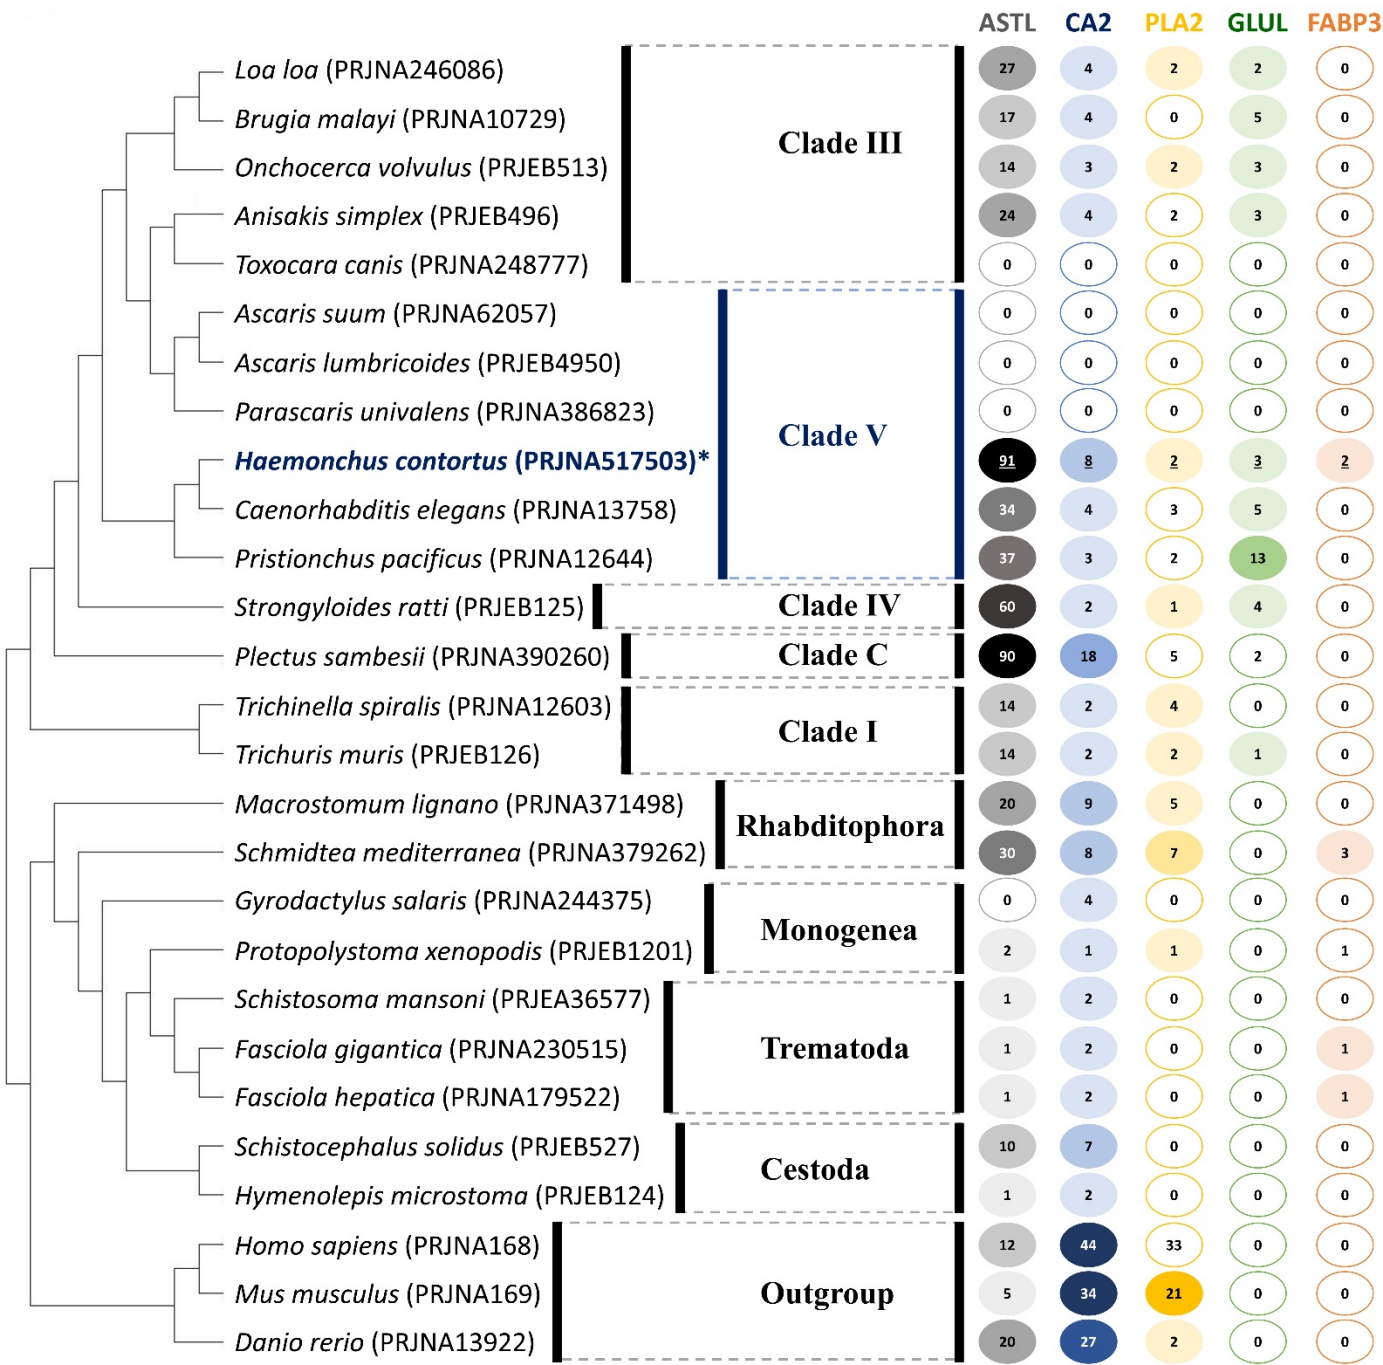 ASTL CA2 PLA2 GLUL FABP3
Loa loa (PRJNA246086) 27 4 2 2 0
Brugia malayi (PRJNA10729) 17 4 0 5 0
Clade III
Onchocerca volvulus (PRJEB513) 14 3 2 3 0
Anisakis simplex (PRJEB496) 24 4 2 3 0
Toxocara canis (PRJNA248777) 0 0 0 0 0
Ascaris suum (PRJNA62057) 0 0 0 0 0
Ascaris lumbricoides (PRJEB4950) 0 0 0 0 0
Parascaris univalens (PRJNA386823) 0 0 0 0 0
Clade V
Haemonchus contortus (PRJNA517503)* 91 8 2 3 2
Caenorhabditis elegans (PRJNA13758) 34 4 3 5 0
Pristionchus pacificus (PRJNA12644) 37 3 2 13 0
Strongyloides ratti (PRJEB125) Clade IV 60 2 1 4 0
Plectus sambesii (PRJNA390260) Clade C 90 18 5 2 0
Trichinella spiralis (PRJNA12603) 14 2 4 0 0
Clade I
Trichuris muris (PRJEB126) 14 2 2 1 0
Macrostomum lignano (PRJNA371498) 20 9 5 0 0
Rhabditophora
Schmidtea mediterranea (PRJNA379262) 30 8 7 0 3
Gyrodactylus salaris (PRJNA244375) 0 4 0 0 0
Monogenea
Protopolystoma xenopodis (PRJEB1201) 2 1 1 0 1
Schistosoma mansoni (PRJEA36577) 1 2 0 0 0
Fasciola gigantica (PRJNA230515) Trematoda 1 2 0 0 1
Fasciola hepatica (PRJNA179522) 1 2 0 0 1
Schistocephalus solidus (PRJEB527) 10 7 0 0 0
Cestoda
Hymenolepis microstoma (PRJEB124) 1 2 0 0 0
Homo sapiens (PRJNA168) 12 44 33 0 0
Mus musculus (PRJNA169) Outgroup 5 34 21 0 0
Danio rerio (PRJNA13922) 20 27 2 0 0